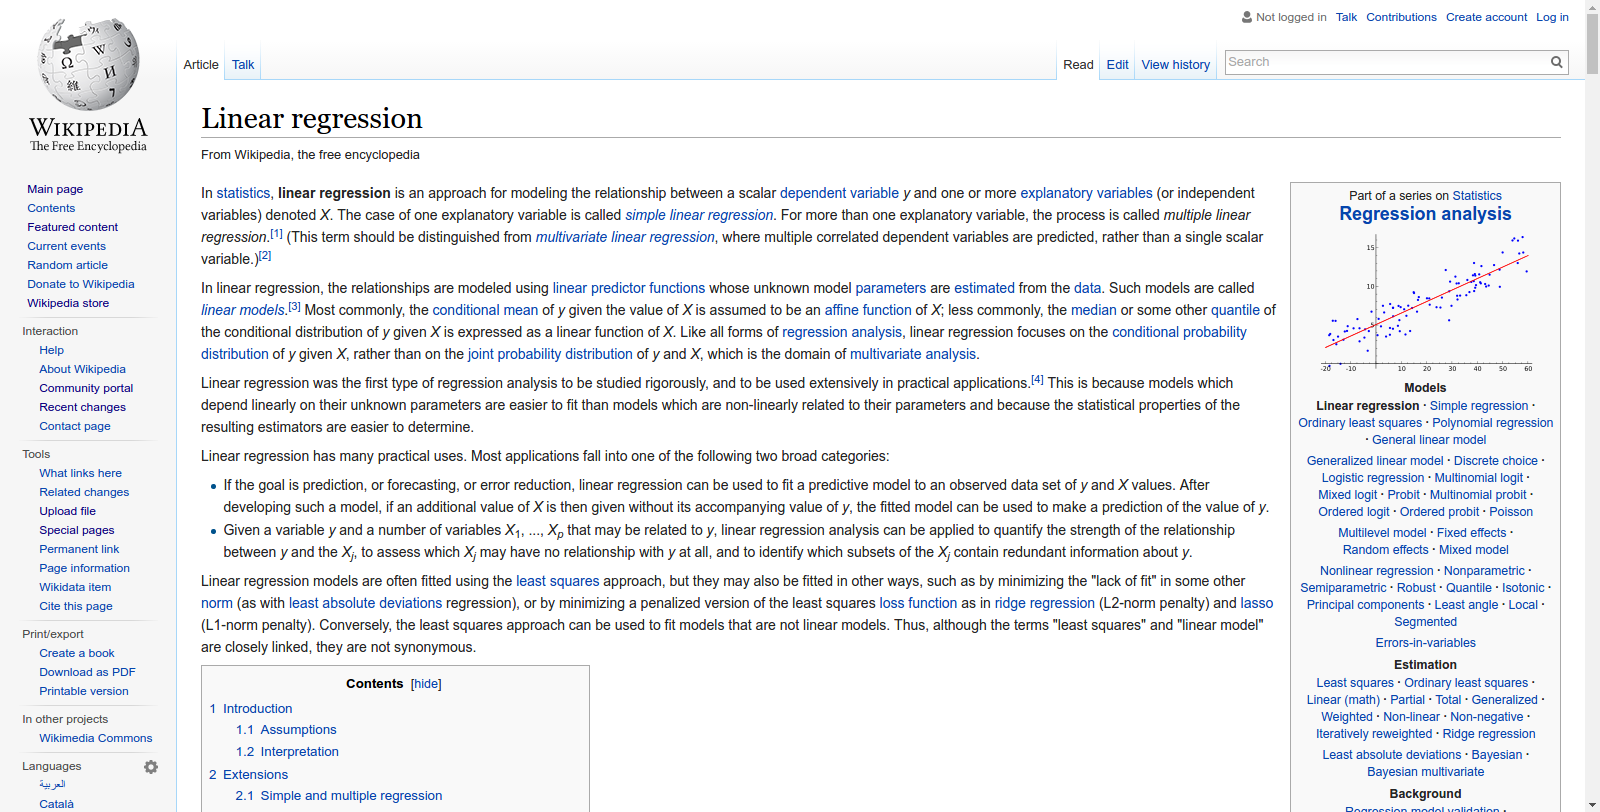 Not logged in Talk Contributions Create account Log in
Article Talk
Read Edit View history Search
WIKIPEDIA
The Free Encyclopedia
Main page
Contents
Featured content
Current events
Random article
Donate to Wikipedia
Wikipedia store
Interaction
Help
About Wikipedia
Community portal
Recent changes
Contact page
Tools
What links here
Related changes
Upload file
Special pages
Permanent link
Page information
Wikidata item
Cite this page
Print/export
Create a book
Download as PDF
Printable version
In other projects
Wikimedia Commons
Languages
العربية
Català
Linear regression
From Wikipedia, the free encyclopedia
In statistics, linear regression is an approach for modeling the relationship between a scalar dependent variable y and one or more explanatory variables (or independent
variables) denoted X. The case of one explanatory variable is called simple linear regression. For more than one explanatory variable, the process is called multiple linear
regression.[1] (This term should be distinguished from multivariate linear regression, where multiple correlated dependent variables are predicted, rather than a single scalar
variable.)[2]
In linear regression, the relationships are modeled using linear predictor functions whose unknown model parameters are estimated from the data. Such models are called
linear models.[3] Most commonly, the conditional mean of y given the value of X is assumed to be an affine function of X; less commonly, the median or some other quantile of
the conditional distribution of y given X is expressed as a linear function of X. Like all forms of regression analysis, linear regression focuses on the conditional probability
distribution of y given X, rather than on the joint probability distribution of y and X, which is the domain of multivariate analysis.
Linear regression was the first type of regression analysis to be studied rigorously, and to be used extensively in practical applications.[4] This is because models which
depend linearly on their unknown parameters are easier to fit than models which are non-linearly related to their parameters and because the statistical properties of the
resulting estimators are easier to determine.
Linear regression has many practical uses. Most applications fall into one of the following two broad categories:
• If the goal is prediction, or forecasting, or error reduction, linear regression can be used to fit a predictive model to an observed data set of y and X values. After
developing such a model, if an additional value of X is then given without its accompanying value of y, the fitted model can be used to make a prediction of the value of y.
• Given a variable y and a number of variables X1, ..., Xp that may be related to y, linear regression analysis can be applied to quantify the strength of the relationship
between y and the Xj, to assess which Xj may have no relationship with y at all, and to identify which subsets of the Xj contain redundant information about y.
Linear regression models are often fitted using the least squares approach, but they may also be fitted in other ways, such as by minimizing the "lack of fit" in some other
norm (as with least absolute deviations regression), or by minimizing a penalized version of the least squares loss function as in ridge regression (L2-norm penalty) and lasso
(L1-norm penalty). Conversely, the least squares approach can be used to fit models that are not linear models. Thus, although the terms "least squares" and "linear model"
are closely linked, they are not synonymous.
Contents [hide]
1 Introduction
1.1 Assumptions
1.2 Interpretation
2 Extensions
2.1 Simple and multiple regression
Part of a series on Statistics
Regression analysis
15
10
-20 -10 10 20 30 40 50 60
Models
Linear regression · Simple regression ·
Ordinary least squares · Polynomial regression
· General linear model
Generalized linear model · Discrete choice ·
Logistic regression · Multinomial logit ·
Mixed logit · Probit · Multinomial probit ·
Ordered logit · Ordered probit · Poisson
Multilevel model · Fixed effects ·
Random effects · Mixed model
Nonlinear regression · Nonparametric ·
Semiparametric · Robust · Quantile · Isotonic ·
Principal components · Least angle · Local ·
Segmented
Errors-in-variables
Estimation
Least squares · Ordinary least squares ·
Linear (math) · Partial · Total · Generalized ·
Weighted · Non-linear · Non-negative ·
Iteratively reweighted · Ridge regression
Least absolute deviations · Bayesian ·
Bayesian multivariate
Background
Regression model validation ·